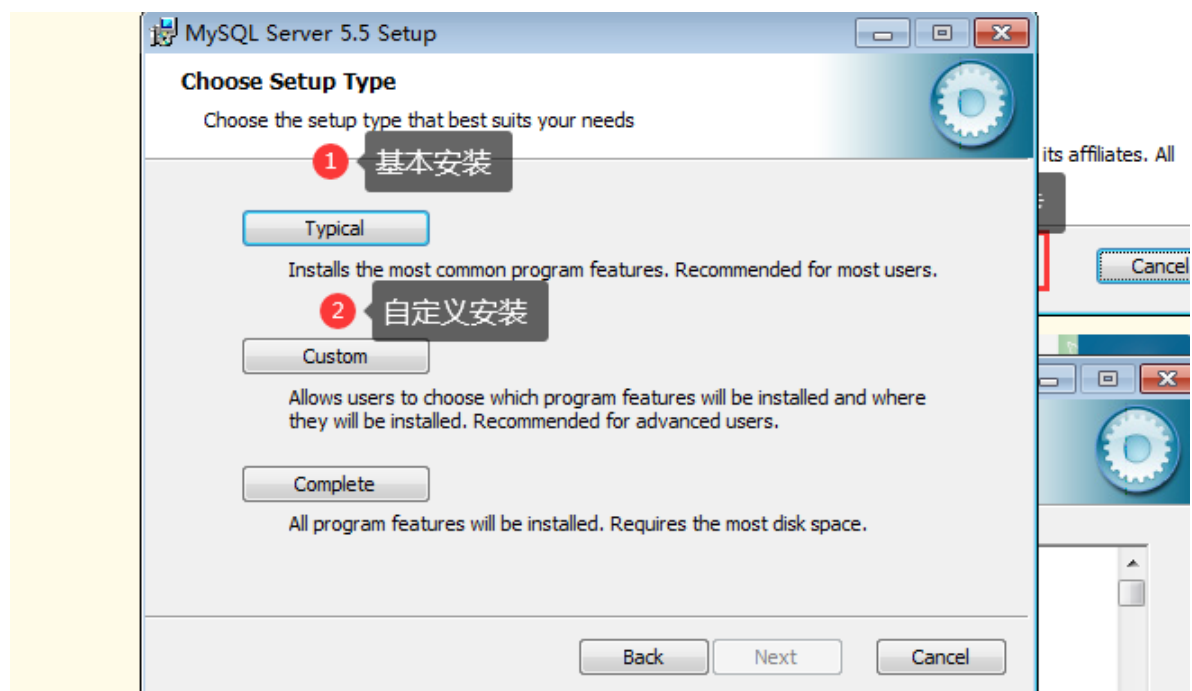 MySQL Server 5.5 Setup
Choose Setup Type
Choose the setup type that best suits your needs
1 基本安装
its affiliates. All
Typical
Installs the most common program features. Recommended for most users.
Cancel
2 自定义安装
Custom
Allows users to choose which program features will be installed and where
they will be installed. Recommended for advanced users.
Complete
All program features will be installed. Requires the most disk space.
Back
Next
Cancel